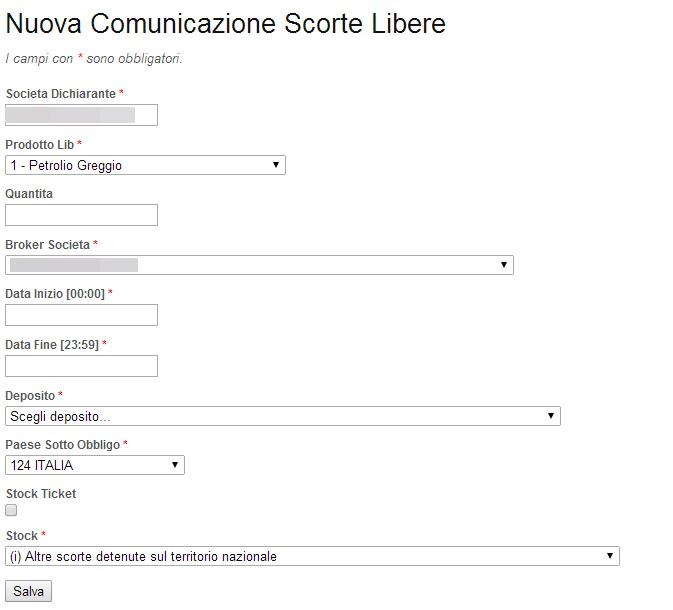 Nuova Comunicazione Scorte Libere
I campi con * sono obbligatori.
Societa Dichiarante *
Prodotto Lib *
1 - Petrolio Greggio
Quantita
Broker Societa *
Data Inizio [00:00] *
Data Fine [23:59] *
Deposito *
Scegli deposito...
Paese Sotto Obbligo *
124 ITALIA
Stock Ticket
Stock *
(i) Altre scorte detenute sul territorio nazionale
Salva